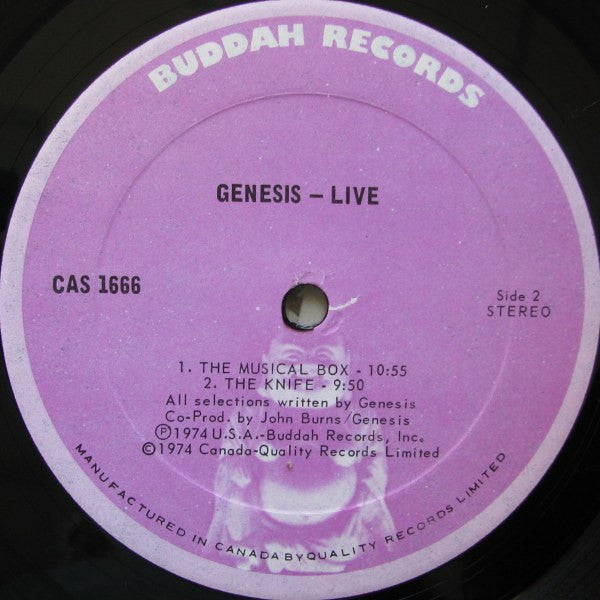 BUDDAH RECORDS
GENESIS – LIVE
CAS 1666
Side 2
STEREO
1. THE MUSICAL BOX - 10:55
2. THE KNIFE - 9:50
All selections written by Genesis
Co-Prod. by John Burns/Genesis
Ⓟ1974 U.S.A.-Buddah Records, Inc.
©1974 Canada-Quality Records Limited
MANUFACTURED IN CANADA BY QUALITY RECORDS LIMITED